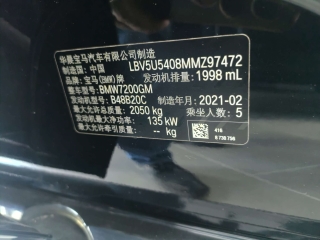 华晨宝马汽车有限公司制造
制造国：中国 LBV5U5408MMZ97472
品牌：宝马(BMW)牌 发动机排量：1998 mL
整车型号：BMW7200GM
发动机型号：B48B20C 制造年月：2021-02
最大允许总质量：2050 kg 乘坐人数：5
发动机最大净功率：135 kW
最大允许牵引质量：-- kg
416